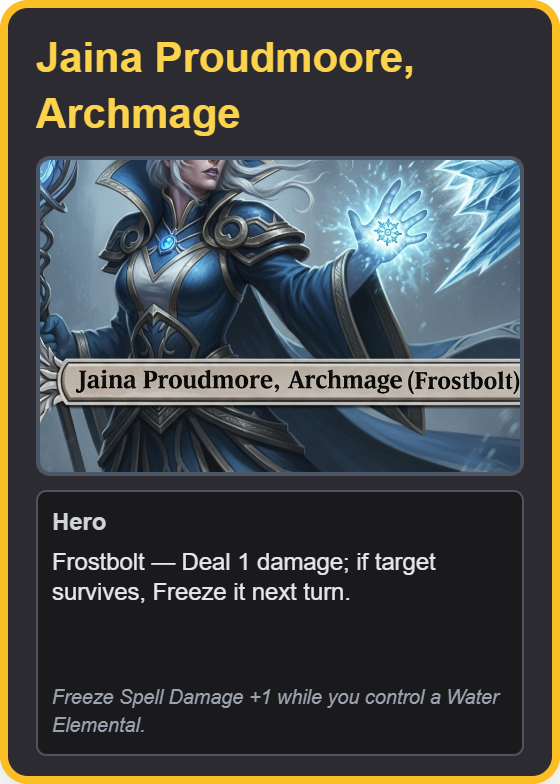 Jaina Proudmoore,
Archmage
Jaina Proudmore, Archmage (Frostbolt)
Hero
Frostbolt — Deal 1 damage; if target
survives, Freeze it next turn.
Freeze Spell Damage +1 while you control a Water
Elemental.